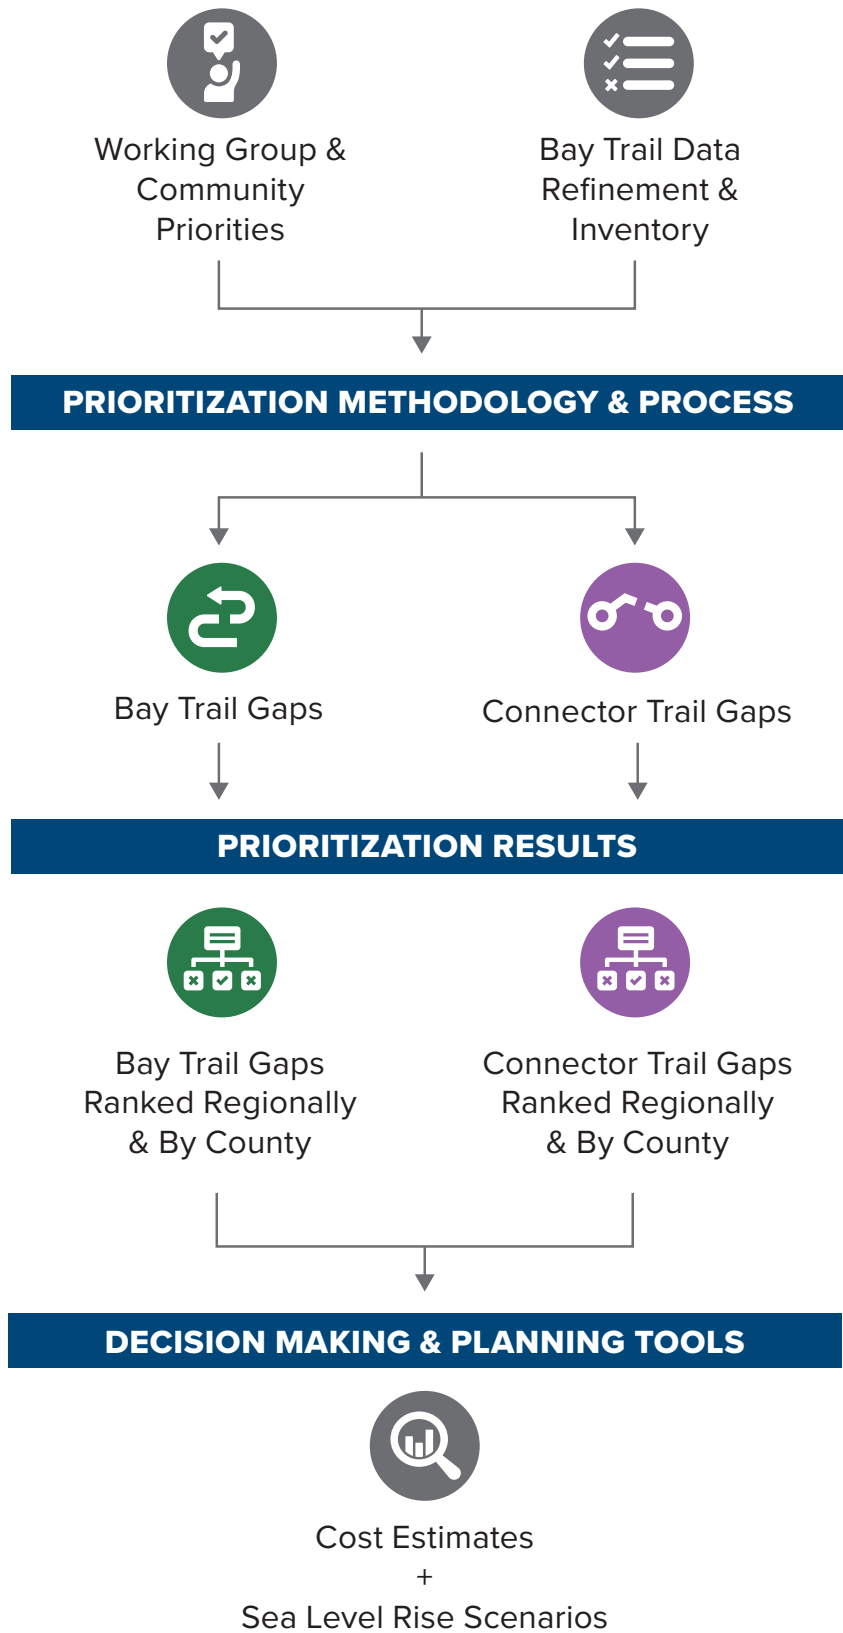 Working Group &
Community
Priorities
Bay Trail Data
Refinement &
Inventory
PRIORITIZATION METHODOLOGY & PROCESS
Bay Trail Gaps
Connector Trail Gaps
PRIORITIZATION RESULTS
Bay Trail Gaps
Ranked Regionally
& By County
Connector Trail Gaps
Ranked Regionally
& By County
DECISION MAKING & PLANNING TOOLS
Cost Estimates
+
Sea Level Rise Scenarios